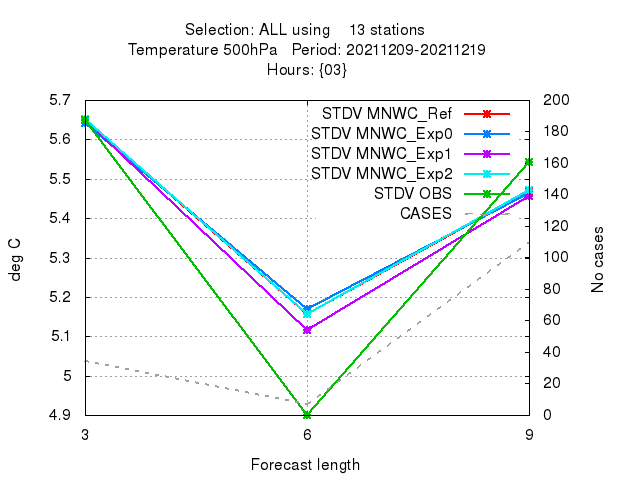 Selection: ALL using    13 stations
Temperature 500hPa   Period: 20211209-20211219
Hours: {03}
5.7
5.6
5.5
5.4
5.3
5.2
5.1
5
4.9
deg C
STDV MNWC_Ref
STDV MNWC_Exp0
STDV MNWC_Exp1
STDV MNWC_Exp2
STDV OBS
CASES
200
180
160
140
120
100
80
60
40
20
0
No cases
3
6
9
Forecast length